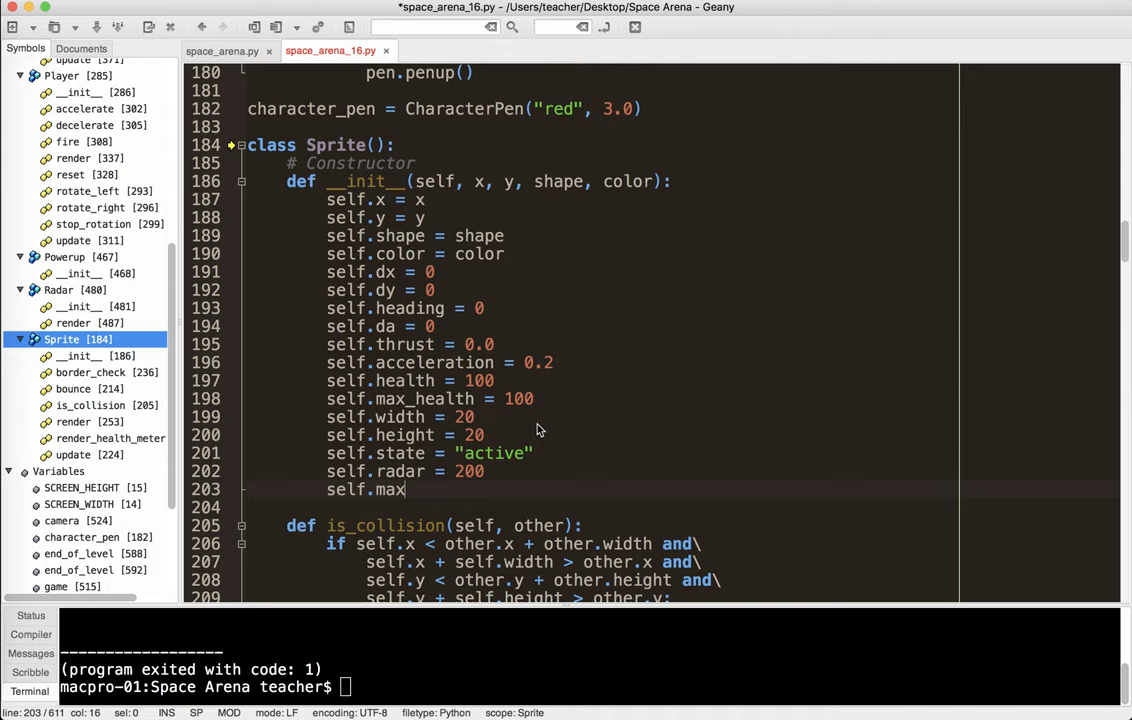 *space_arena_16.py - /Users/teacher/Desktop/Space Arena - Geany
Symbols Documents
space_arena.py × space_arena_16.py ×
update [371]
Player [285]
__init__ [286]
accelerate [302]
decelerate [305]
fire [308]
render [337]
reset [328]
rotate_left [293]
rotate_right [296]
stop_rotation [299]
update [311]
Powerup [467]
__init__ [468]
Radar [480]
__init__ [481]
render [487]
Sprite [184]
__init__ [186]
border_check [236]
bounce [214]
is_collision [205]
render [253]
render_health_meter
update [224]
Variables
SCREEN_HEIGHT [15]
SCREEN_WIDTH [14]
camera [524]
character_pen [182]
end_of_level [588]
end_of_level [592]
game [515]
180 pen.penup()
181
182 character_pen = CharacterPen("red", 3.0)
183
184 class Sprite():
185 # Constructor
186 def __init__(self, x, y, shape, color):
187 self.x = x
188 self.y = y
189 self.shape = shape
190 self.color = color
191 self.dx = 0
192 self.dy = 0
193 self.heading = 0
194 self.da = 0
195 self.thrust = 0.0
196 self.acceleration = 0.2
197 self.health = 100
198 self.max_health = 100
199 self.width = 20
200 self.height = 20
201 self.state = "active"
202 self.radar = 200
203 self.max
204
205 def is_collision(self, other):
206 if self.x < other.x + other.width and\
207 self.x + self.width > other.x and\
208 self.y < other.y + other.height and\
209 self.y + self.height > other.y:
Status
Compiler
Messages
Scribble
Terminal
------------------
(program exited with code: 1)
macpro-01:Space Arena teacher$
line: 203 / 611 col: 16 sel: 0 INS SP MOD mode: LF encoding: UTF-8 filetype: Python scope: Sprite